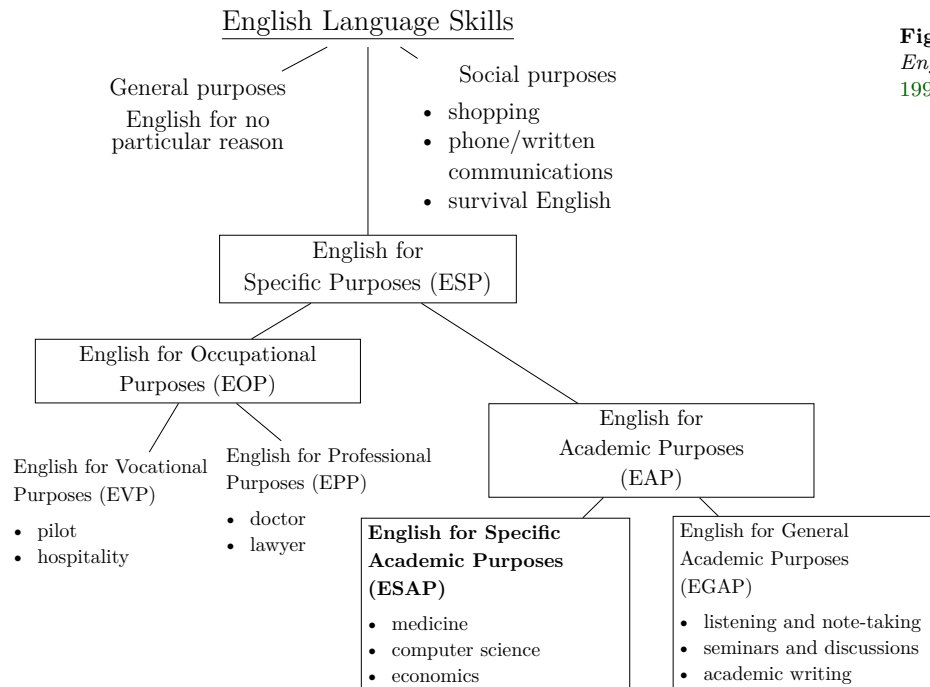 English Language Skills
General purposes
English for no
particular reason
Social purposes
• shopping
• phone/written
communications
• survival English
Fig
Eng
199
English for
Specific Purposes (ESP)
English for Occupational
Purposes (EOP)
English for Vocational
Purposes (EVP)
• pilot
• hospitality
English for Professional
Purposes (EPP)
• doctor
• lawyer
English for
Academic Purposes
(EAP)
English for Specific
Academic Purposes
(ESAP)
• medicine
• computer science
• economics
English for General
Academic Purposes
(EGAP)
• listening and note-taking
• seminars and discussions
• academic writing